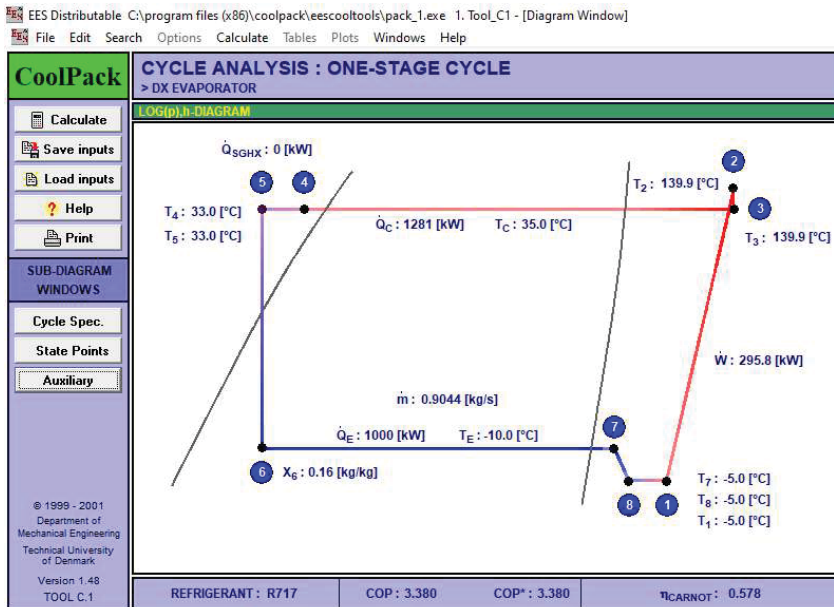 EES Distributable C:\program files (x86)\coolpack\eescooltools\pack_1.exe 1. Tool_C1 - [Diagram Window]
File Edit Search Options Calculate Tables Plots Windows Help
CoolPack
CYCLE ANALYSIS : ONE-STAGE CYCLE
> DX EVAPORATOR
LOG(p),h-DIAGRAM
Calculate
Save inputs
Load inputs
Help
Print
SUB-DIAGRAM
WINDOWS
Cycle Spec.
State Points
Auxiliary
© 1999 - 2001
Department of
Mechanical Engineering
Technical University
of Denmark
Version 1.48
TOOL C.1
Q̇SGHX : 0 [kW]
5 4
2
T2 : 139.9 [°C]
T4 : 33.0 [°C]
T5 : 33.0 [°C]
3
Q̇C : 1281 [kW] TC : 35.0 [°C]
T3 : 139.9 [°C]
Ẇ : 295.8 [kW]
ṁ : 0.9044 [kg/s]
Q̇E : 1000 [kW] TE : -10.0 [°C]
7
6
X6 : 0.16 [kg/kg]
8 1
T7 : -5.0 [°C]
T8 : -5.0 [°C]
T1 : -5.0 [°C]
REFRIGERANT : R717 COP : 3.380 COP* : 3.380 ηCARNOT : 0.578